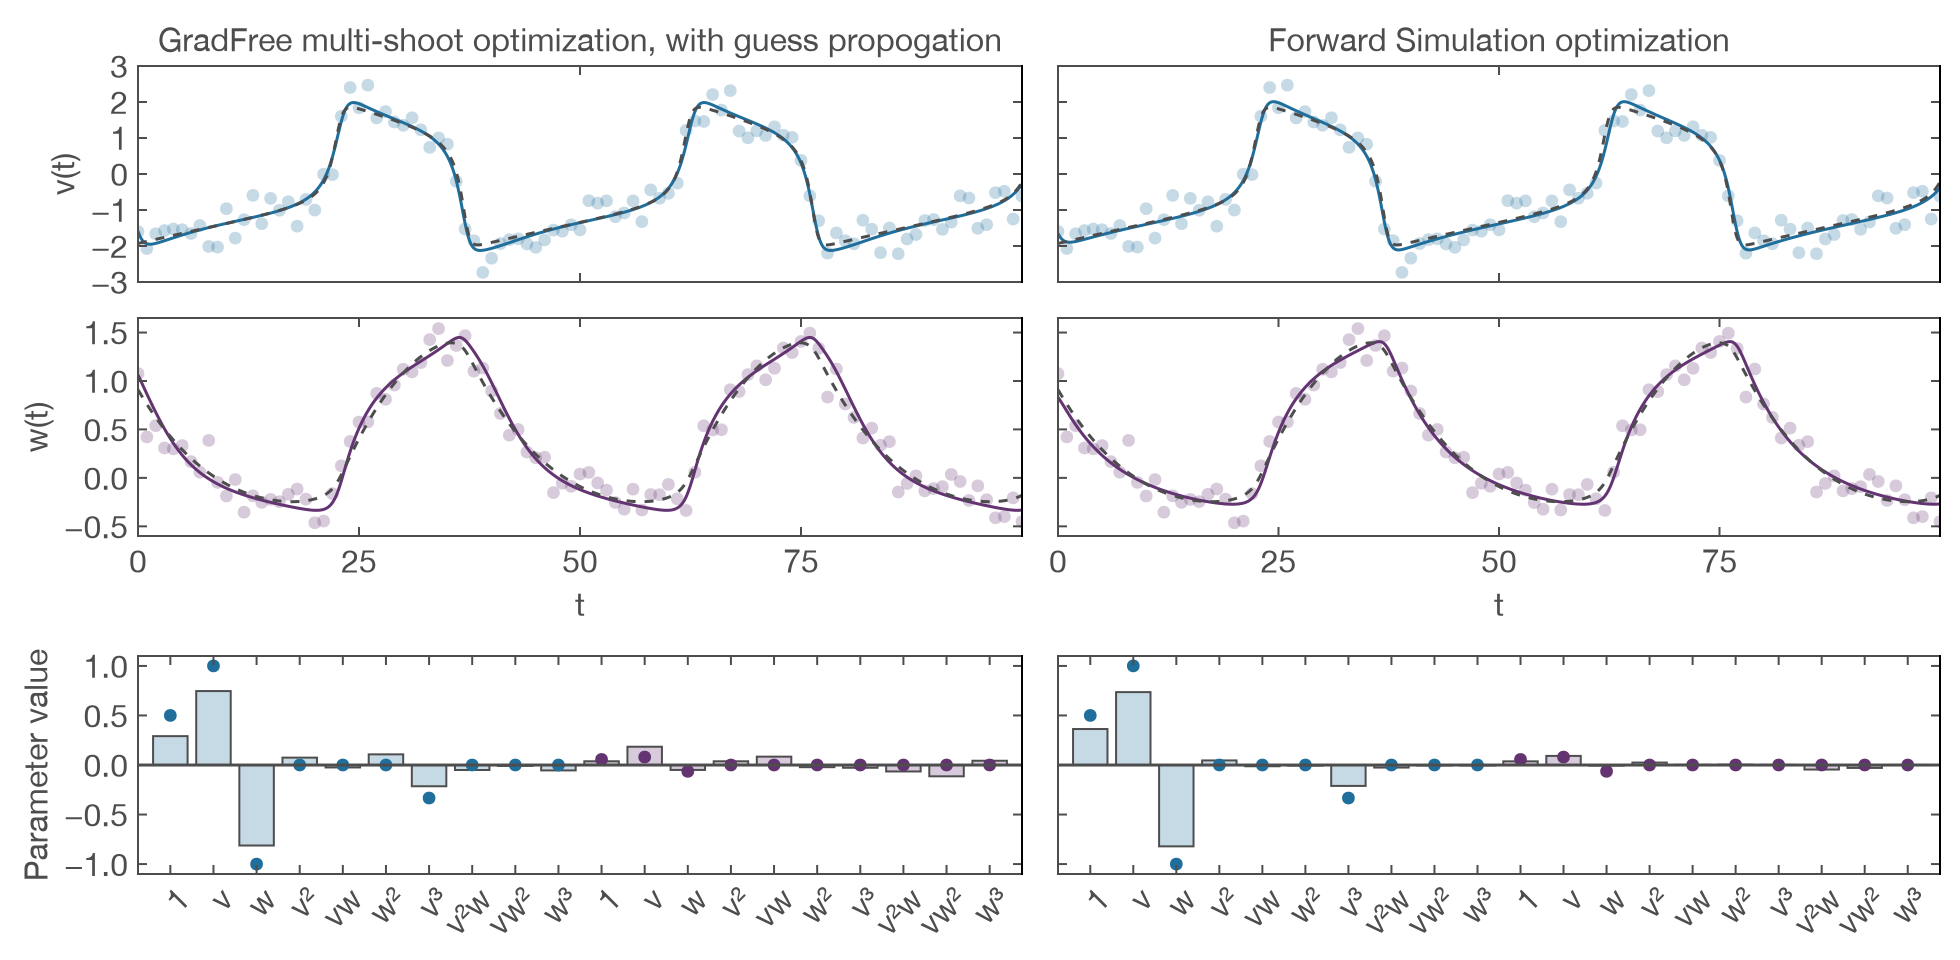 GradFree multi-shoot optimization, with guess propogation
Forward Simulation optimization
v(t)
3
2
1
0
−1
−2
−3
w(t)
1.5
1.0
0.5
0.0
−0.5
0 25 50 75
0 25 50 75
t
t
Parameter value
1.0
0.5
0.0
−0.5
−1.0
1 V W V² VW W² V³ V²W VW² W³ 1 V W V² VW W² V³ V²W VW² W³
1 V W V² VW W² V³ V²W VW² W³ 1 V W V² VW W² V³ V²W VW² W³